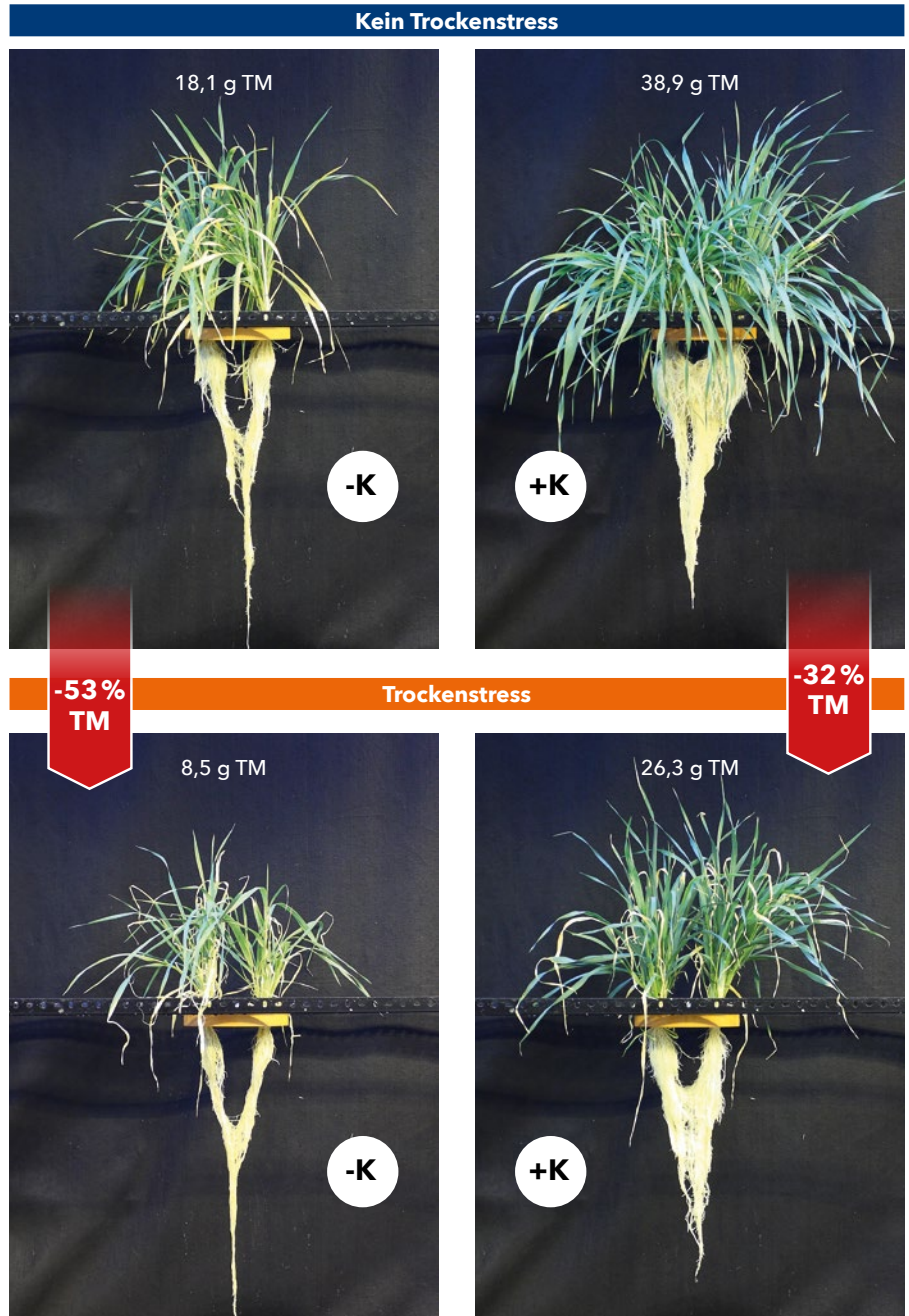 Kein Trockenstress
18,1 g TM
38,9 g TM
-K
+K
-53 %
TM
Trockenstress
-32 %
TM
8,5 g TM
26,3 g TM
-K
+K